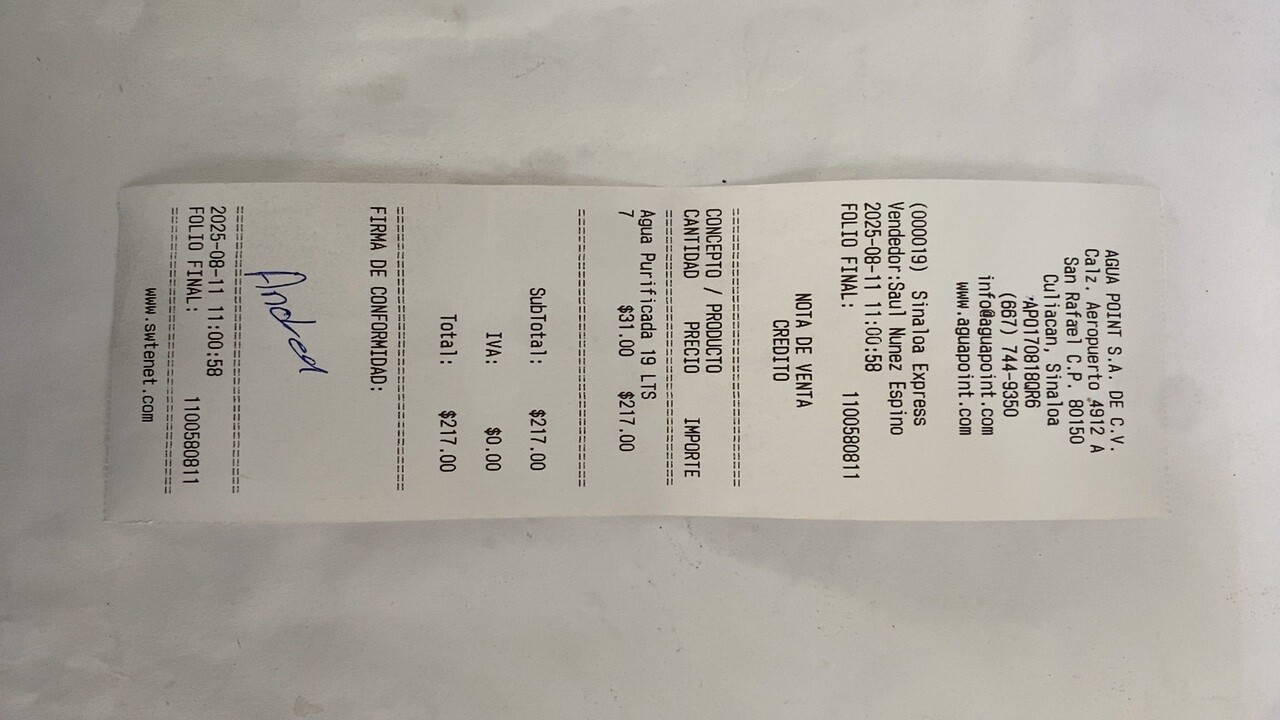 AGUA POINT S.A. DE C.V.
Calz. Aeropuerto 4912 A
San Rafael C.P. 80150
Culiacan, Sinaloa
APO170818QR6
(667) 744-9350
info@aguapoint.com
www.aguapoint.com
(000019) Sinaloa Express
Vendedor:Saul Nunez Espino
2025-08-11 11:00:58
FOLIO FINAL: 1100580811
NOTA DE VENTA
CREDITO
=============================
CONCEPTO / PRODUCTO
CANTIDAD PRECIO IMPORTE
=============================
Agua Purificada 19 LTS
7 $31.00 $217.00
=============================
SubTotal: $217.00
IVA: $0.00
Total: $217.00
=============================
FIRMA DE CONFORMIDAD:
=============================
2025-08-11 11:00:58
FOLIO FINAL: 1100580811
=============================
www.swtenet.com